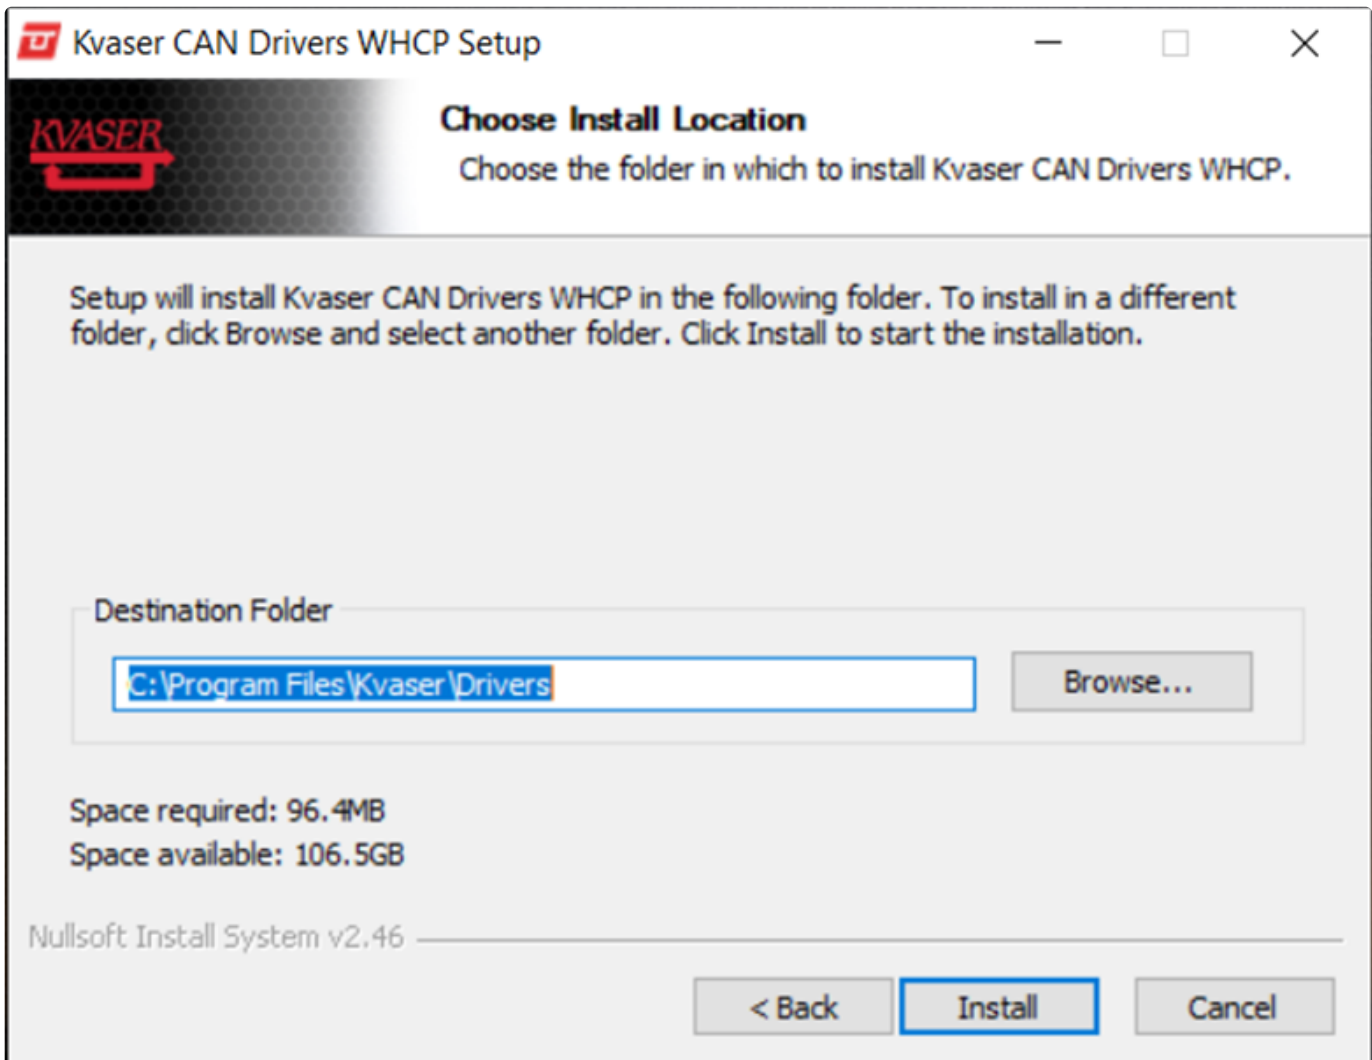 Kvaser CAN Drivers WHCP Setup
KVASER
Choose Install Location
Choose the folder in which to install Kvaser CAN Drivers WHCP.
Setup will install Kvaser CAN Drivers WHCP in the following folder. To install in a different
folder, click Browse and select another folder. Click Install to start the installation.
Destination Folder
C:\Program Files\Kvaser\Drivers
Browse...
Space required: 96.4MB
Space available: 106.5GB
Nullsoft Install System v2.46
< Back
Install
Cancel